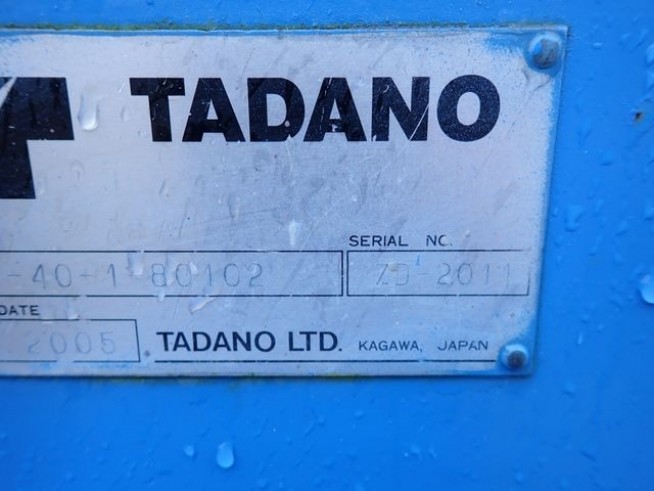 TADANO
SERIAL NO.
-40-1 80102 ZD-2011
DATE
2005 TADANO LTD. KAGAWA, JAPAN